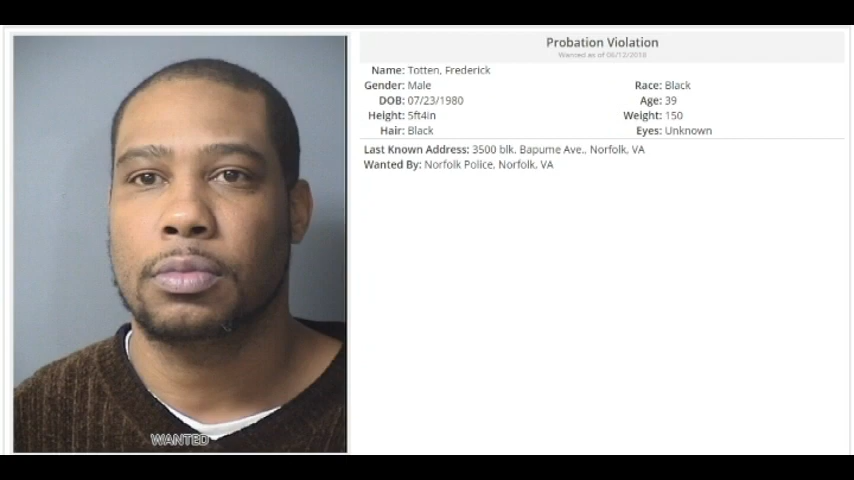 Probation Violation
Wanted as of 06/12/2018
Name: Totten, Frederick
Gender: Male Race: Black
DOB: 07/23/1980 Age: 39
Height: 5ft4in Weight: 150
Hair: Black Eyes: Unknown
Last Known Address: 3500 blk. Bapume Ave., Norfolk, VA
Wanted By: Norfolk Police, Norfolk, VA
WANTED